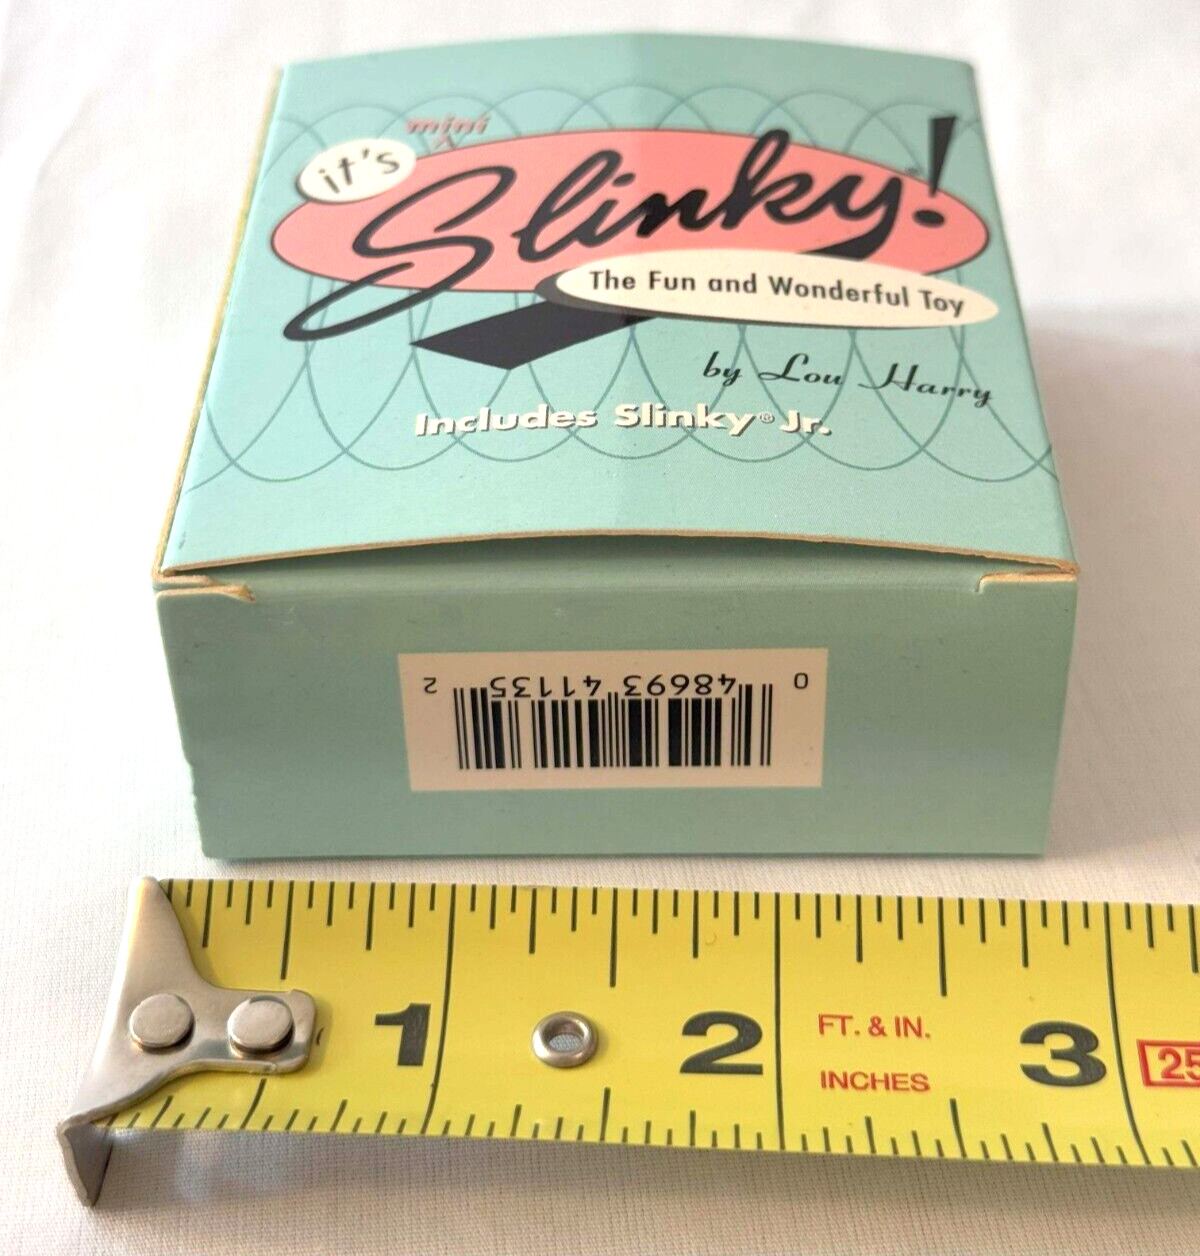 mini
it's
Slinky®!
The Fun and Wonderful Toy
by Lou Harry
Includes Slinky® Jr.
0 48693 41135 2
1 2 3
FT. & IN.
INCHES